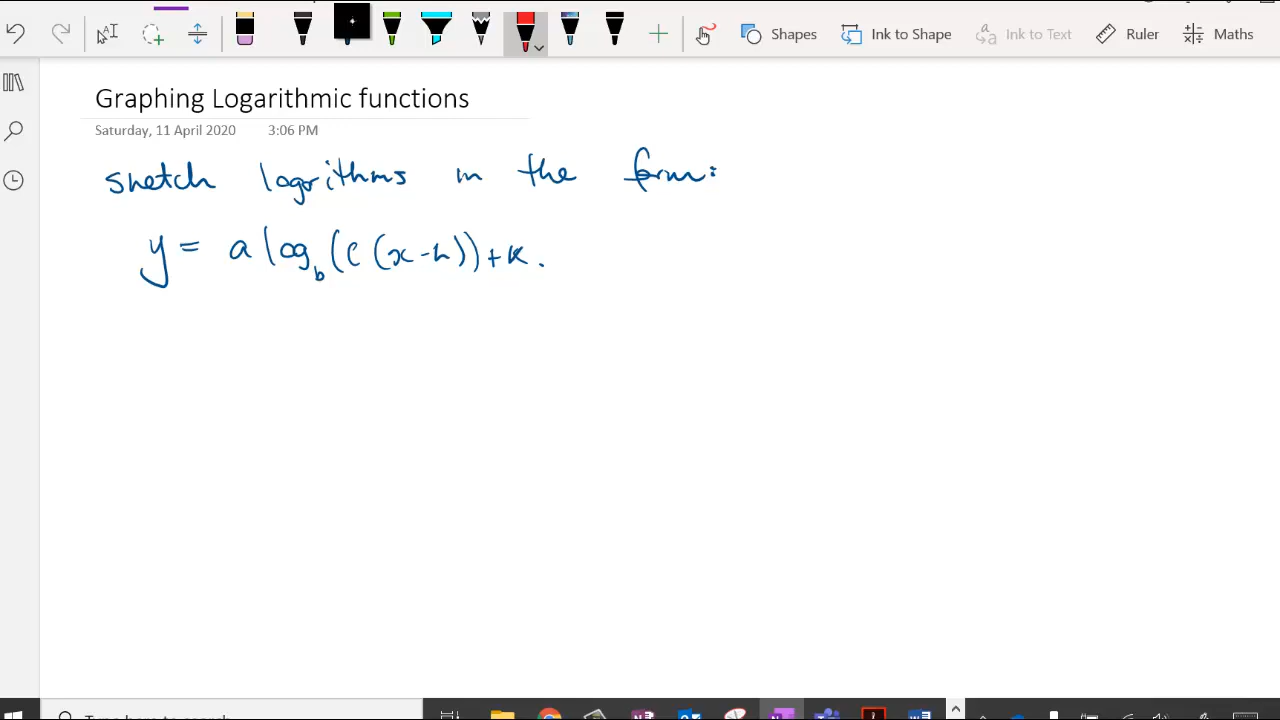 Shapes Ink to Shape Ink to Text Ruler Maths
Graphing Logarithmic functions
Saturday, 11 April 2020 3:06 PM
sketch logorithms in the form:
y = a log_b (c(x-h)) + k.